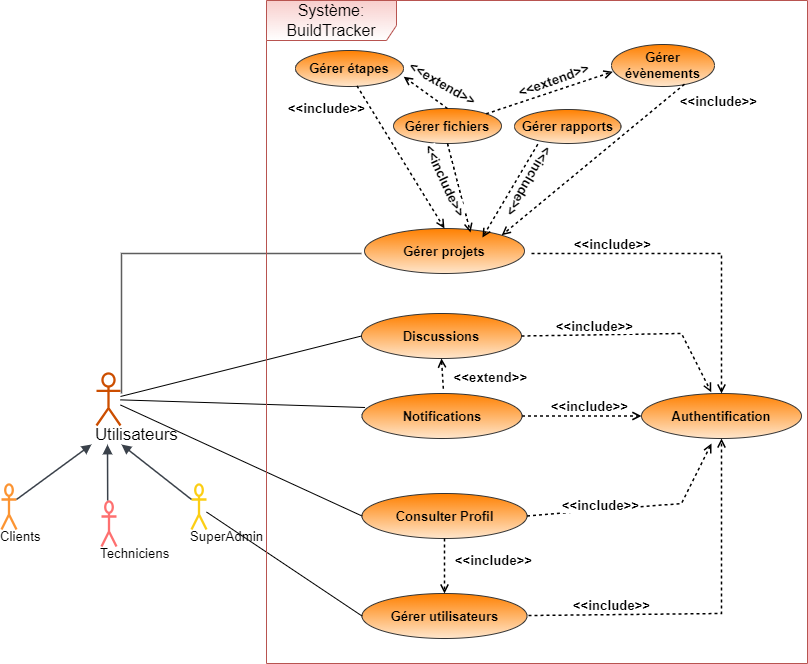 Système:
BuildTracker
Gérer étapes
<<extend>>
<<extend>>
Gérer
évènements
<<include>>
<<include>>
Gérer fichiers
Gérer rapports
<<include>>
<<include>>
Gérer projets
<<include>>
Discussions
<<include>>
<<extend>>
Notifications
<<include>>
Authentification
Utilisateurs
Clients
Techniciens
SuperAdmin
Consulter Profil
<<include>>
<<include>>
Gérer utilisateurs
<<include>>